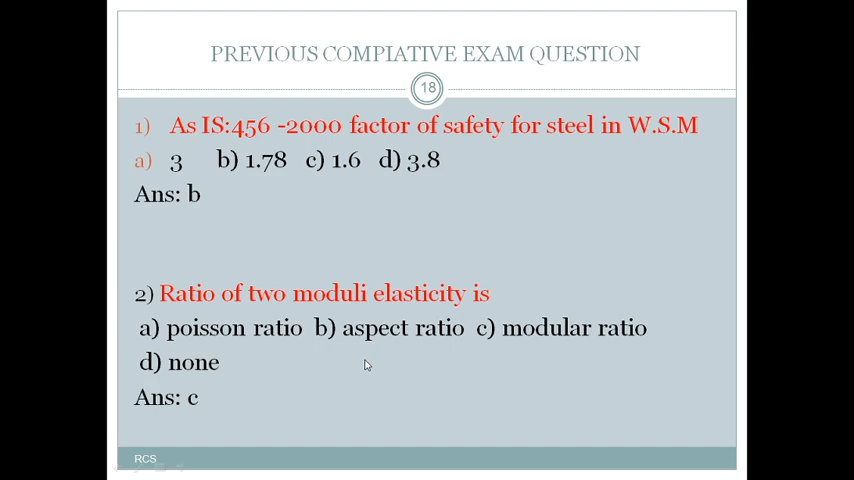 PREVIOUS COMPIATIVE EXAM QUESTION
18
1) As IS:456 -2000 factor of safety for steel in W.S.M
a) 3 b) 1.78 c) 1.6 d) 3.8
Ans: b
2) Ratio of two moduli elasticity is
a) poisson ratio b) aspect ratio c) modular ratio
d) none
Ans: c
RCS